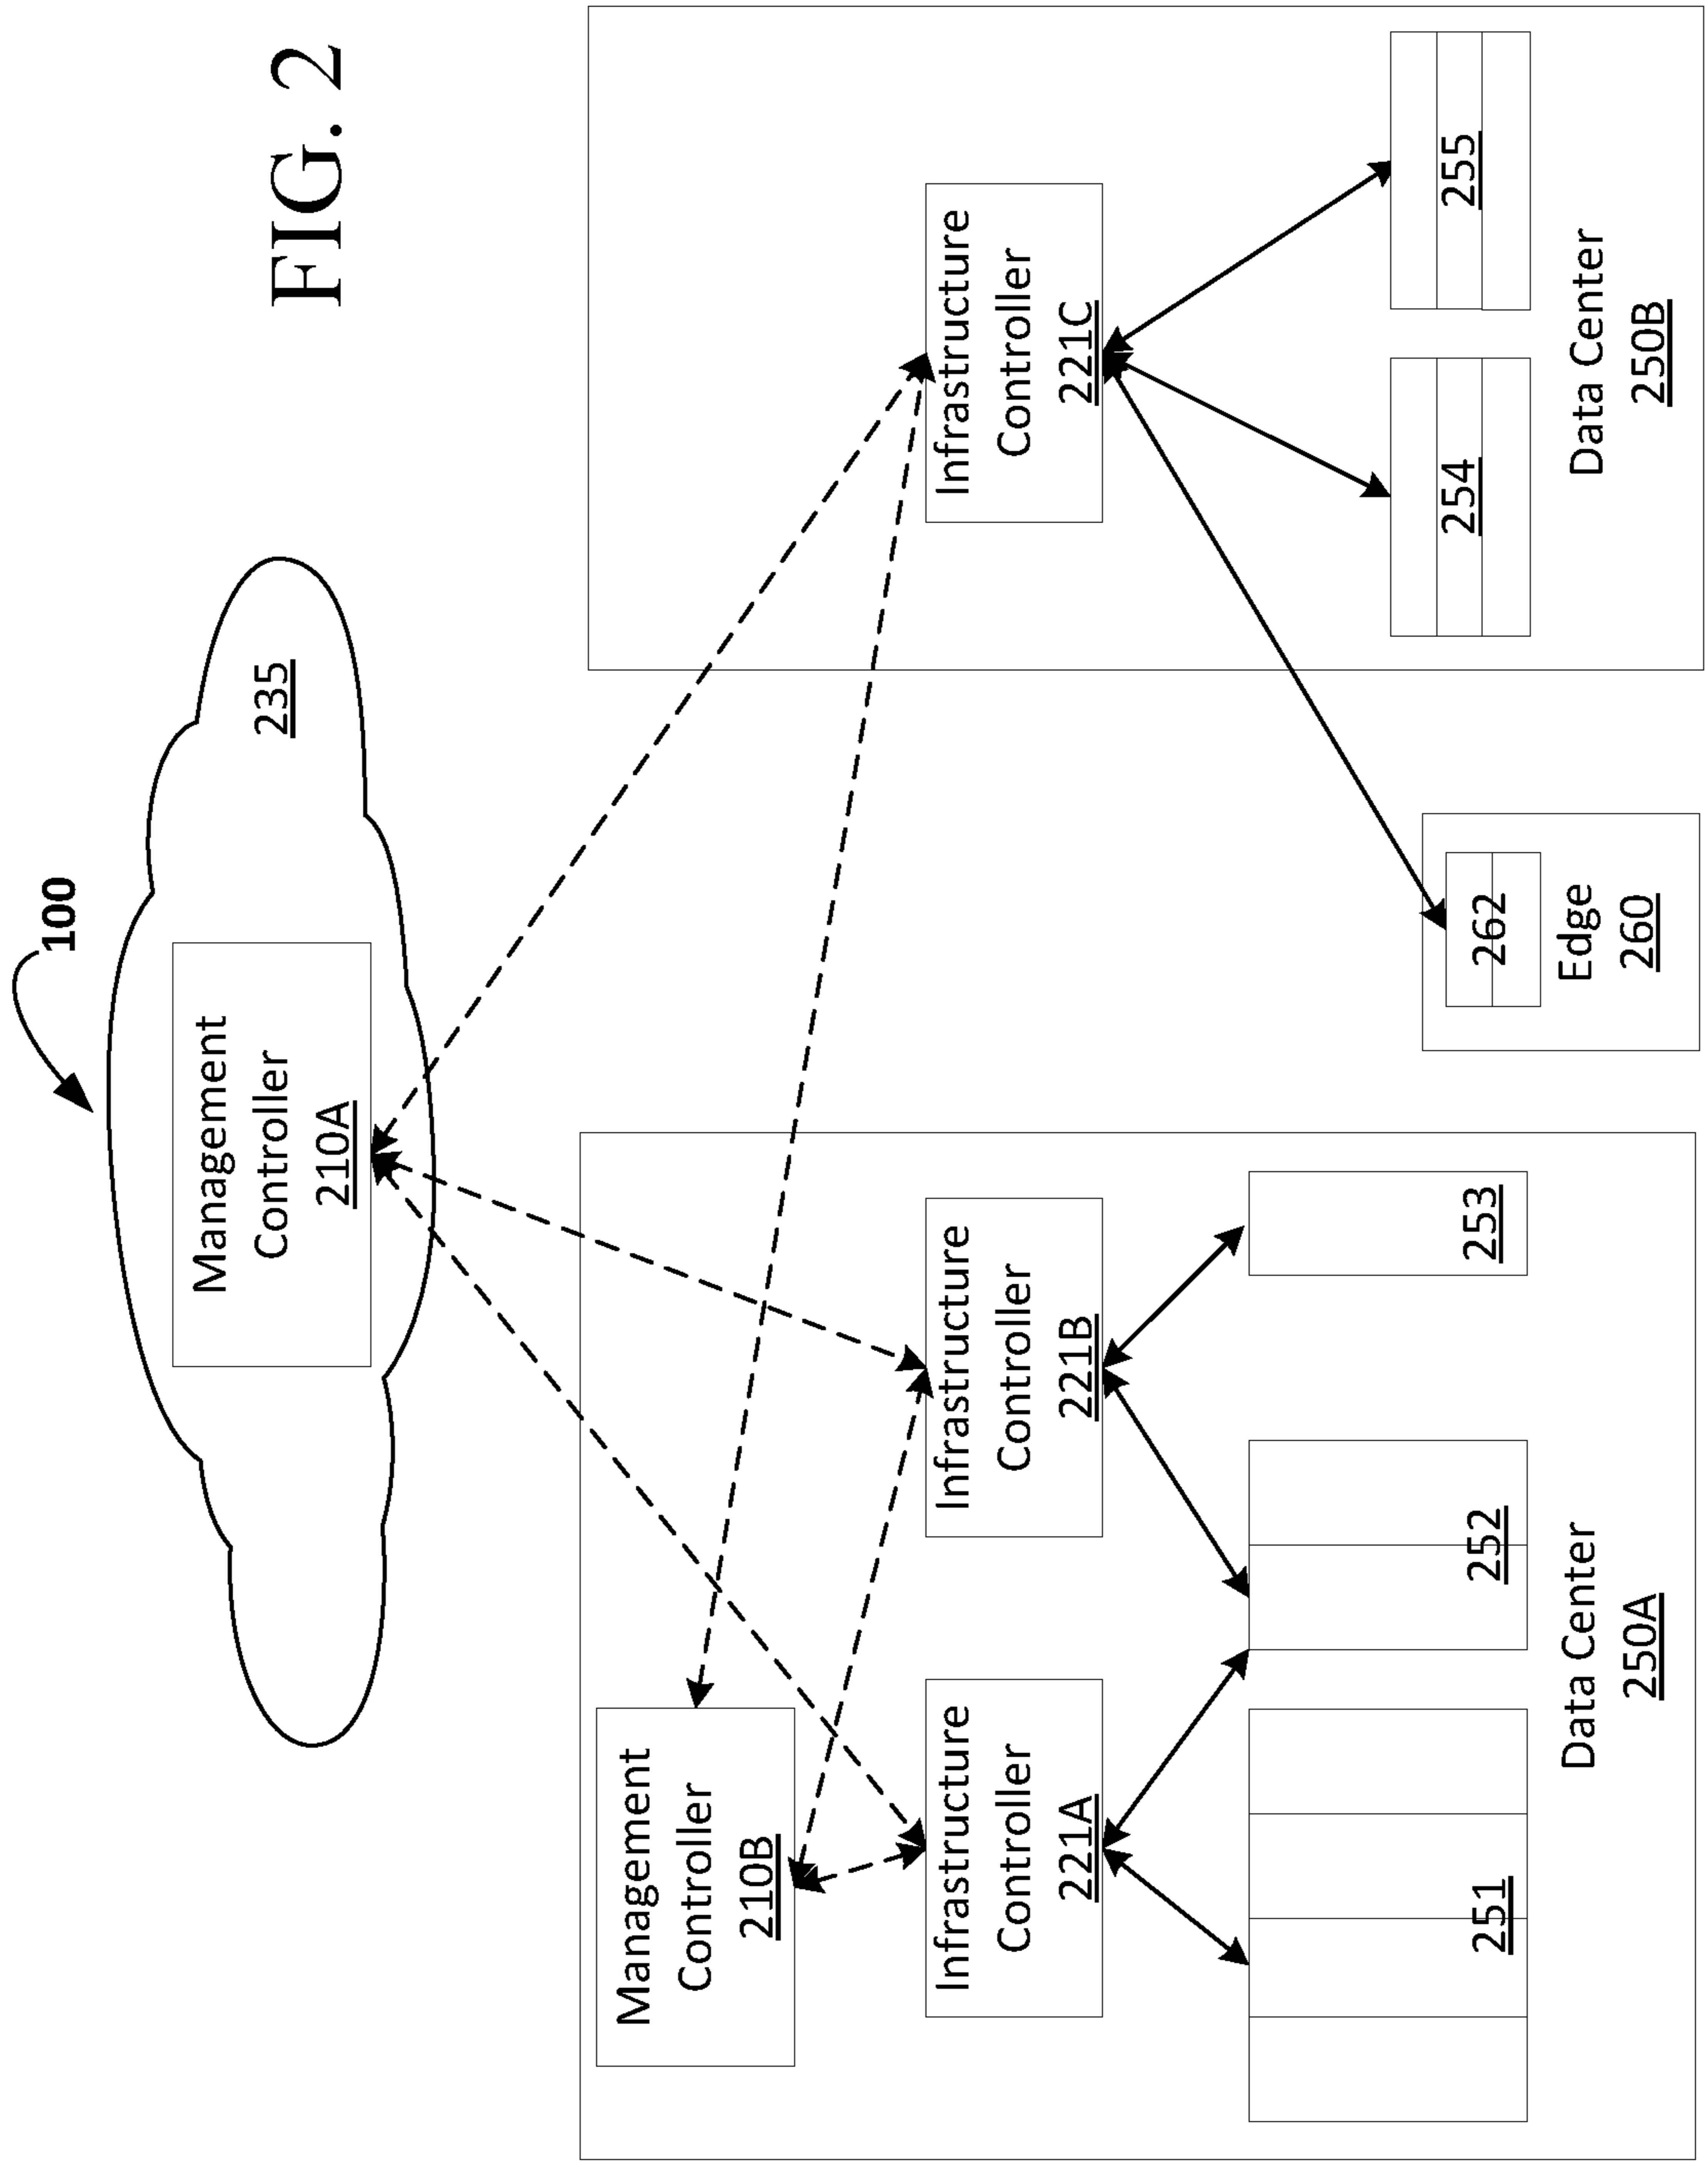 100
Management
Controller
210A
235
FIG. 2
Management
Controller
210B
Infrastructure
Controller
221A
Infrastructure
Controller
221B
Infrastructure
Controller
221C
251
252
253
Data Center
250A
262
Edge
260
254
255
Data Center
250B